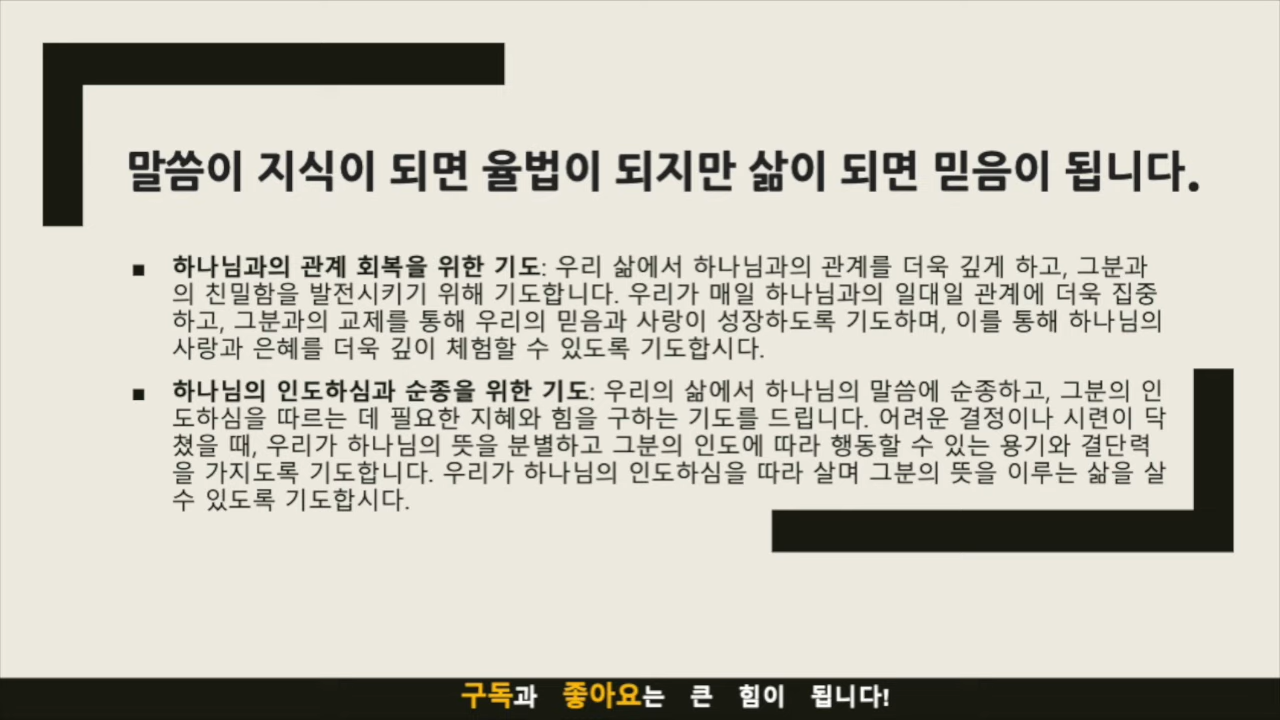 말씀이 지식이 되면 율법이 되지만 삶이 되면 믿음이 됩니다.
■ 하나님과의 관계 회복을 위한 기도: 우리 삶에서 하나님과의 관계를 더욱 깊게 하고, 그분과
의 친밀함을 발전시키기 위해 기도합니다. 우리가 매일 하나님과의 일대일 관계에 더욱 집중
하고, 그분과의 교제를 통해 우리의 믿음과 사랑이 성장하도록 기도하며, 이를 통해 하나님의
사랑과 은혜를 더욱 깊이 체험할 수 있도록 기도합시다.
■ 하나님의 인도하심과 순종을 위한 기도: 우리의 삶에서 하나님의 말씀에 순종하고, 그분의 인
도하심을 따르는 데 필요한 지혜와 힘을 구하는 기도를 드립니다. 어려운 결정이나 시련이 닥
쳤을 때, 우리가 하나님의 뜻을 분별하고 그분의 인도에 따라 행동할 수 있는 용기와 결단력
을 가지도록 기도합니다. 우리가 하나님의 인도하심을 따라 살며 그분의 뜻을 이루는 삶을 살
수 있도록 기도합시다.
구독과 좋아요는 큰 힘이 됩니다!